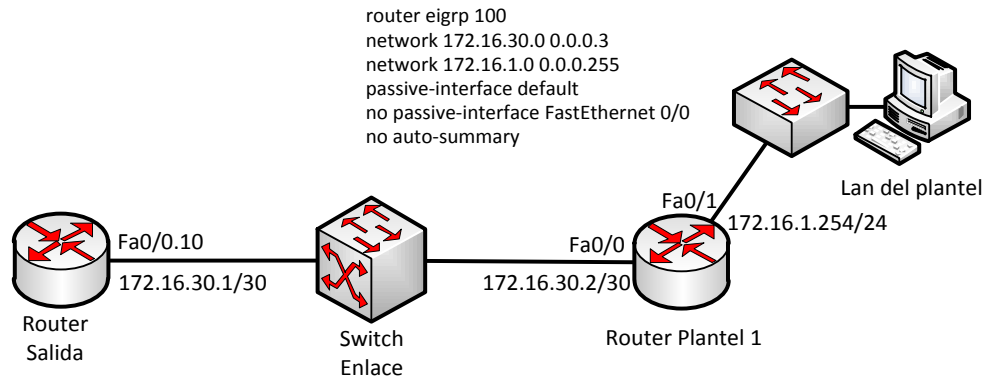 router eigrp 100
network 172.16.30.0 0.0.0.3
network 172.16.1.0 0.0.0.255
passive-interface default
no passive-interface FastEthernet 0/0
no auto-summary
Lan del plantel
Fa0/1
172.16.1.254/24
Fa0/0.10
172.16.30.1/30
Fa0/0
172.16.30.2/30
Router
Salida
Switch
Enlace
Router Plantel 1